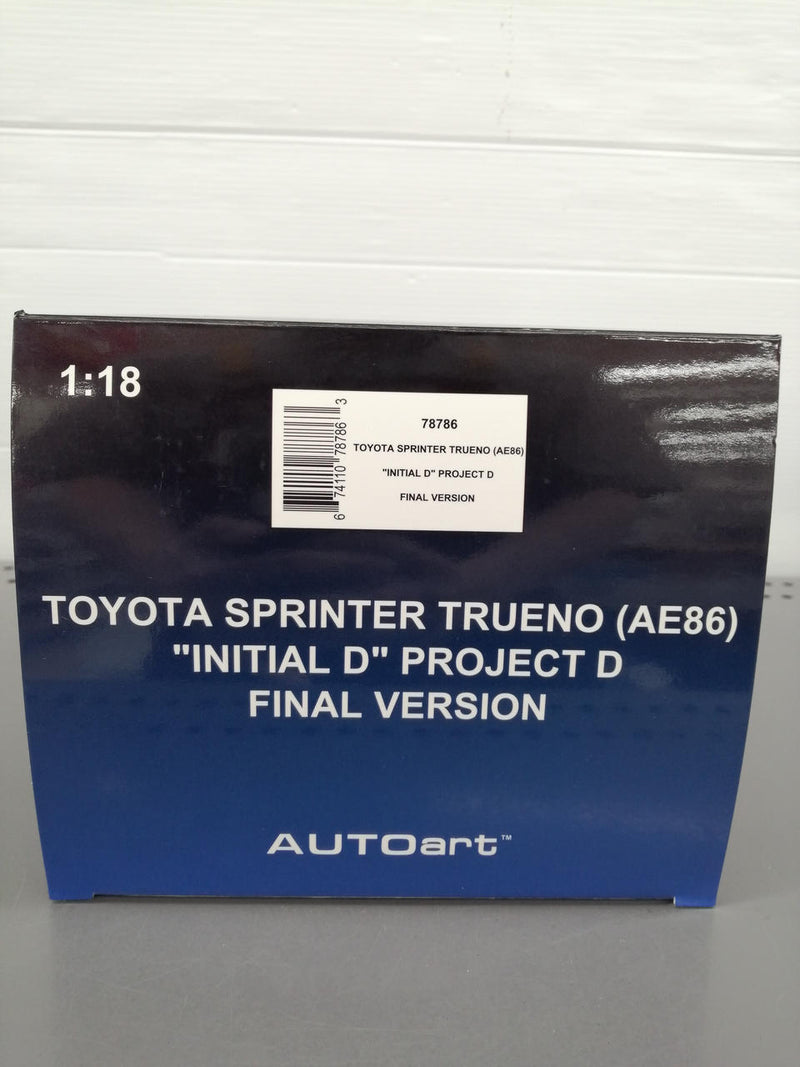 1:18
6 74110 78786 3
78786
TOYOTA SPRINTER TRUENO (AE86)
"INITIAL D" PROJECT D
FINAL VERSION
TOYOTA SPRINTER TRUENO (AE86)
"INITIAL D" PROJECT D
FINAL VERSION
AUTOart™